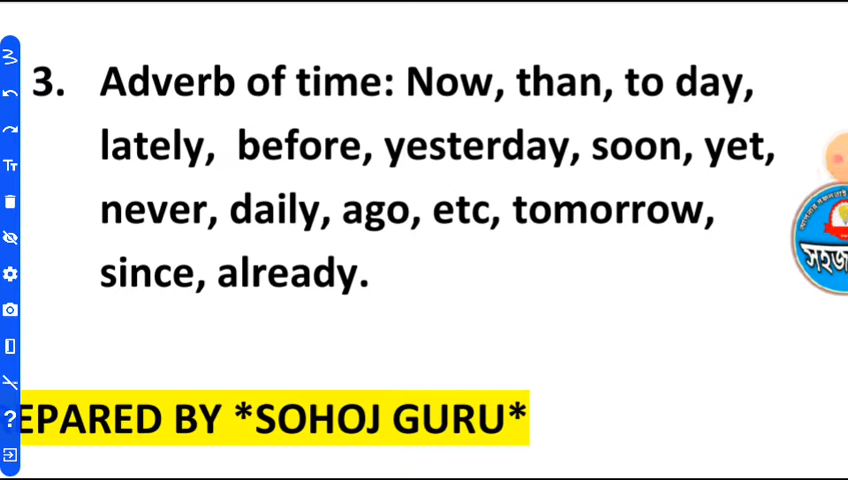 3. Adverb of time: Now, than, to day,
lately, before, yesterday, soon, yet,
never, daily, ago, etc, tomorrow,
since, already.
EPARED BY *SOHOJ GURU*